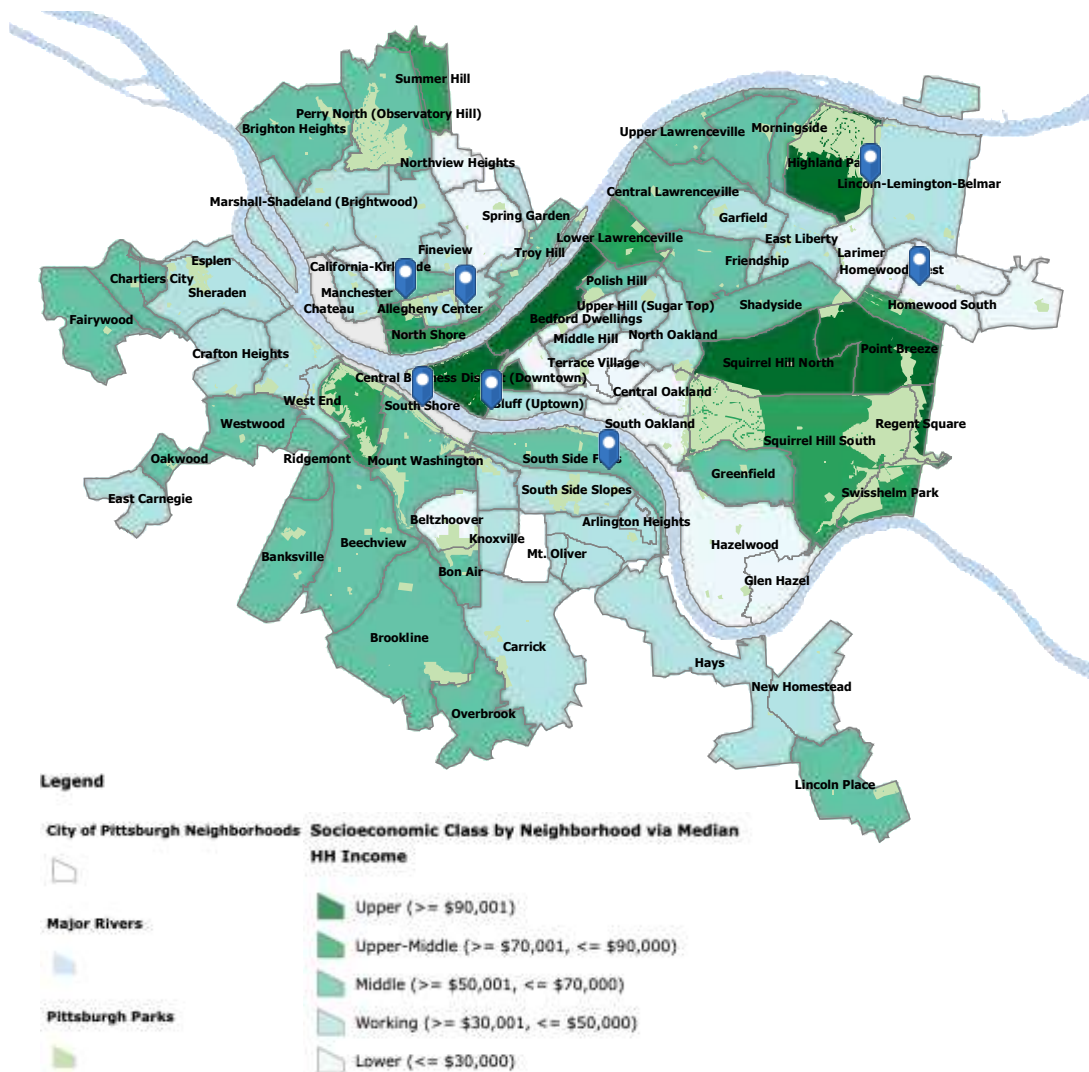 Summer Hill
Perry North (Observatory Hill)
Brighton Heights
Upper Lawrenceville
Morningside
Northview Heights
Highland Pa
Lincoln-Lemington-Belmar
Marshall-Shadeland (Brightwood)
Central Lawrenceville
Spring Garden
Garfield
Fineview
Troy Hill
Lower Lawrenceville
East Liberty
Larimer
Esplen
California-Kir de
Friendship
Homewood est
Chartiers City
Sheraden
Manchester
Polish Hill
Chateau
Allegheny Center
Upper Hill (Sugar Top)
Shadyside
Homewood South
Fairywood
Bedford Dwellings
North Shore
Middle Hill
North Oakland
Crafton Heights
Terrace Village
Squirrel Hill North
Point Breeze
Central B ess Dis t (Downtown)
Central Oakland
West End
South Shore
Bluff (Uptown)
Westwood
South Oakland
Squirrel Hill South
Regent Square
Oakwood
Ridgemont
Mount Washington
South Side F ts
Greenfield
East Carnegie
South Side Slopes
Swisshelm Park
Beltzhoover
Arlington Heights
Banksville
Beechview
Knoxville
Mt. Oliver
Hazelwood
Bon Air
Glen Hazel
Brookline
Carrick
Hays
New Homestead
Overbrook
Lincoln Place
Legend
City of Pittsburgh Neighborhoods
Major Rivers
Pittsburgh Parks
Socioeconomic Class by Neighborhood via Median
HH Income
Upper (>= $90,001)
Upper-Middle (>= $70,001, <= $90,000)
Middle (>= $50,001, <= $70,000)
Working (>= $30,001, <= $50,000)
Lower (<= $30,000)